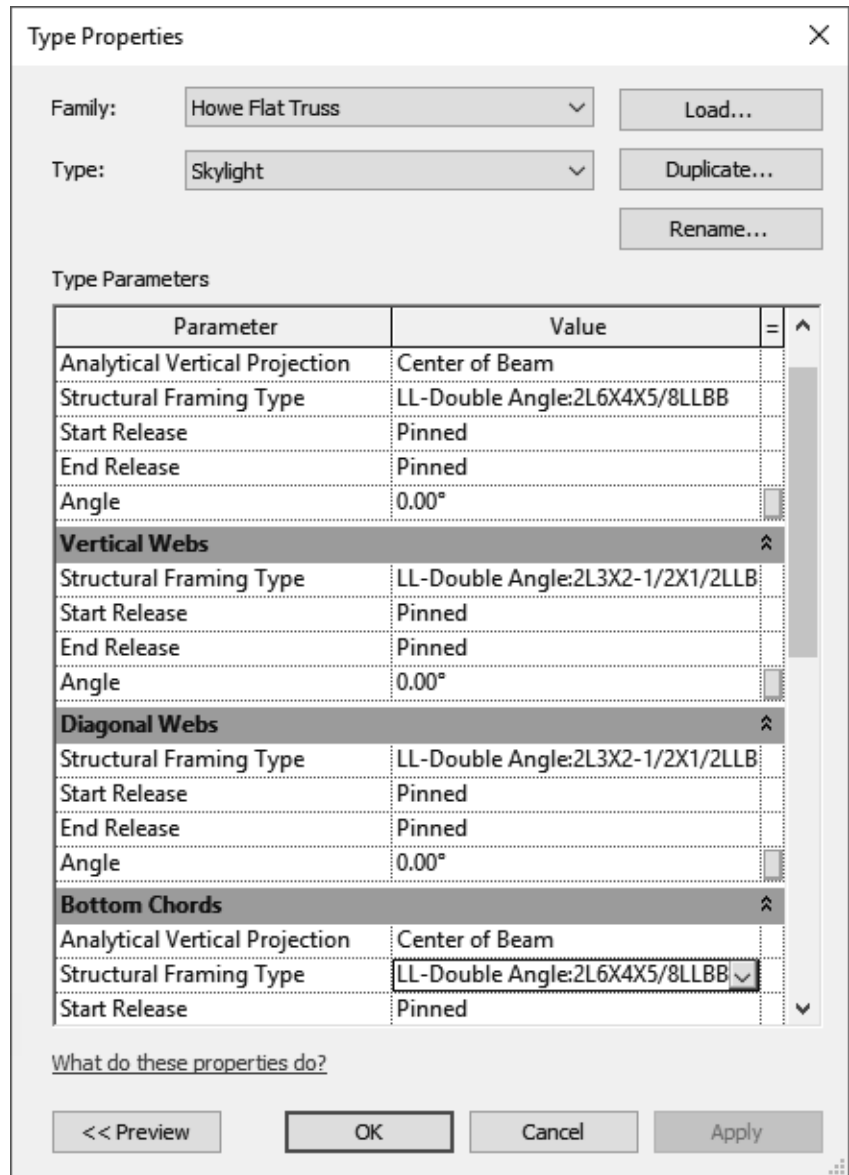 Type Properties
Family: Howe Flat Truss Load...
Type: Skylight Duplicate...
Rename...
Type Parameters
Parameter Value =
Analytical Vertical Projection Center of Beam
Structural Framing Type LL-Double Angle:2L6X4X5/8LLBB
Start Release Pinned
End Release Pinned
Angle 0.00°
Vertical Webs
Structural Framing Type LL-Double Angle:2L3X2-1/2X1/2LLB
Start Release Pinned
End Release Pinned
Angle 0.00°
Diagonal Webs
Structural Framing Type LL-Double Angle:2L3X2-1/2X1/2LLB
Start Release Pinned
End Release Pinned
Angle 0.00°
Bottom Chords
Analytical Vertical Projection Center of Beam
Structural Framing Type LL-Double Angle:2L6X4X5/8LLBB
Start Release Pinned
What do these properties do?
<< Preview OK Cancel Apply